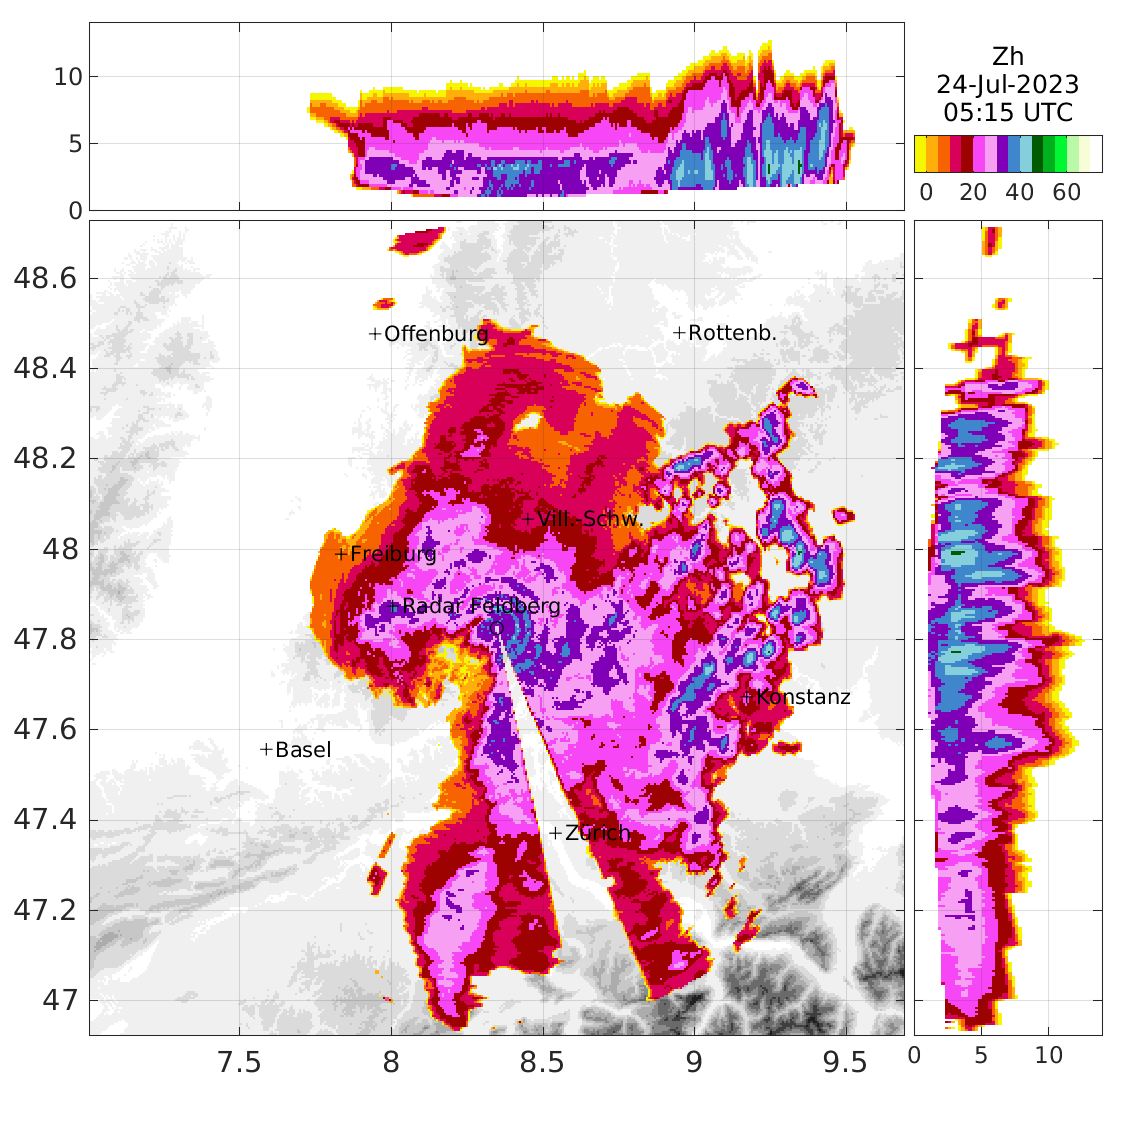 10
5
0
Zh
24-Jul-2023
05:15 UTC
0 20 40 60
48.6
48.4
48.2
48
47.8
47.6
47.4
47.2
47
+Offenburg
+Rottenb.
+Vill.-Schw.
+Freiburg
+Radar Feldberg
+Konstanz
+Basel
+Zürich
7.5 8 8.5 9 9.5
0 5 10